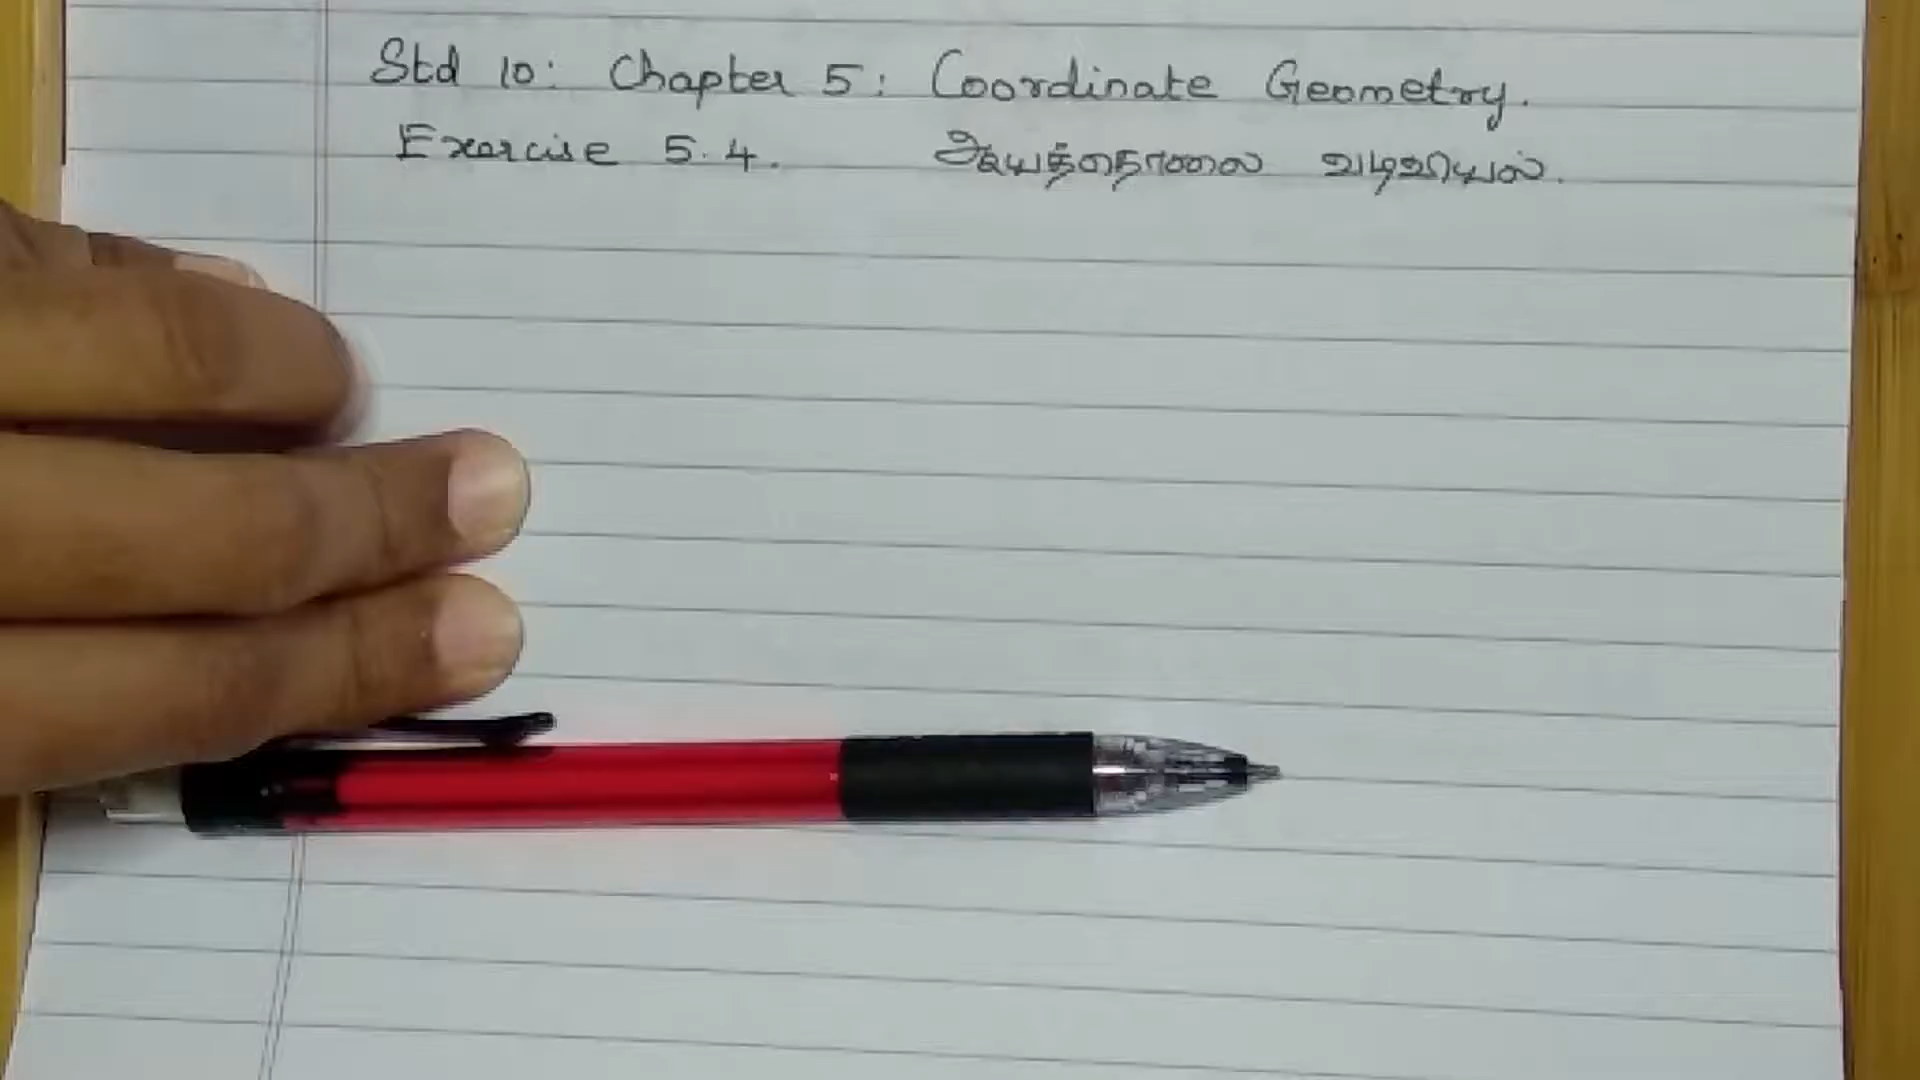 Std 10: Chapter 5: Coordinate Geometry.
Exercise 5.4. ஆயத்தொலை வடிவியல்.